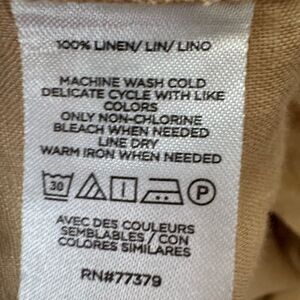 100% LINEN/ LIN/ LINO
MACHINE WASH COLD
DELICATE CYCLE WITH LIKE
COLORS
ONLY NON-CHLORINE
BLEACH WHEN NEEDED
LINE DRY
WARM IRON WHEN NEEDED
30 P
AVEC DES COULEURS
SEMBLABLES / CON
COLORES SIMILARES
RN#77379